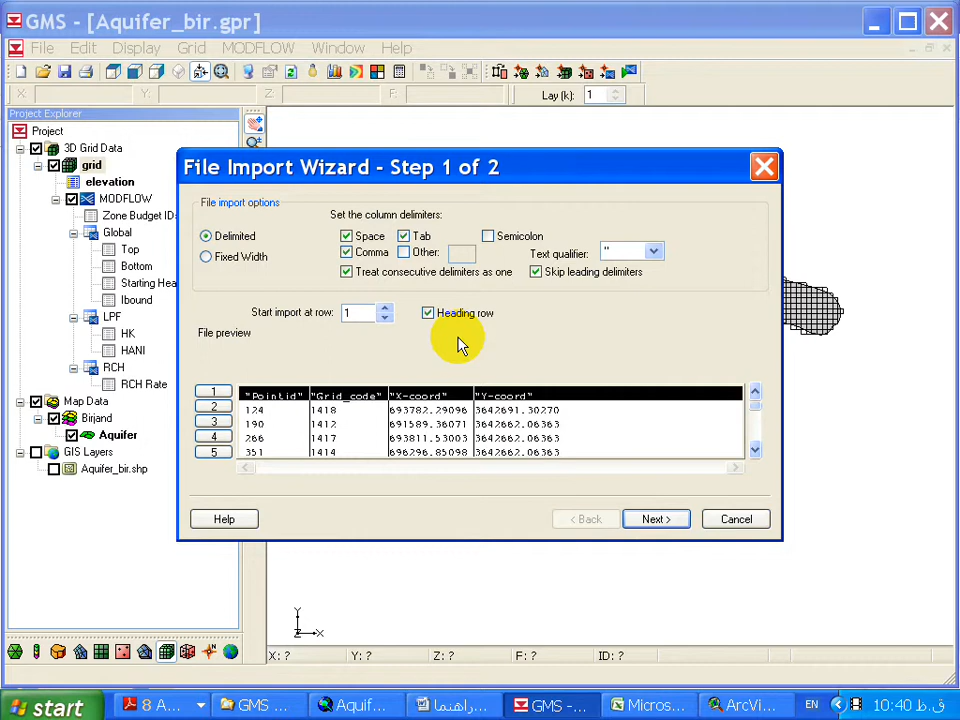 GMS - [Aquifer_bir.gpr]
File Edit Display Grid MODFLOW Window Help
X: Y: Z: F: Lay (k): 1
Project Explorer
Project
3D Grid Data
grid
elevation
MODFLOW
Zone Budget IDs
Global
Top
Bottom
Starting Hea
Ibound
LPF
HK
HANI
RCH
RCH Rate
Map Data
Birjand
Aquifer
GIS Layers
Aquifer_bir.shp
File Import Wizard - Step 1 of 2
File import options
Set the column delimiters:
Delimited
Fixed Width
Space Tab Semicolon
Comma Other: Text qualifier: "
Treat consecutive delimiters as one Skip leading delimiters
Start import at row: 1 Heading row
File preview
1 "Pointid" "Grid_code" "X-coord" "Y-coord"
2 124 1418 693782.29096 3642691.30270
3 190 1412 691589.36071 3642662.06363
4 266 1417 693811.53003 3642662.06363
5 351 1414 696296.85098 3642662.06363
Help < Back Next > Cancel
Y
Z X
X: ? Y: ? Z: ? F: ? ID: ?
start 8 A... GMS ... Aquif... راهنما... GMS -... Micros... ArcVi... EN 10:40 ق.ظ